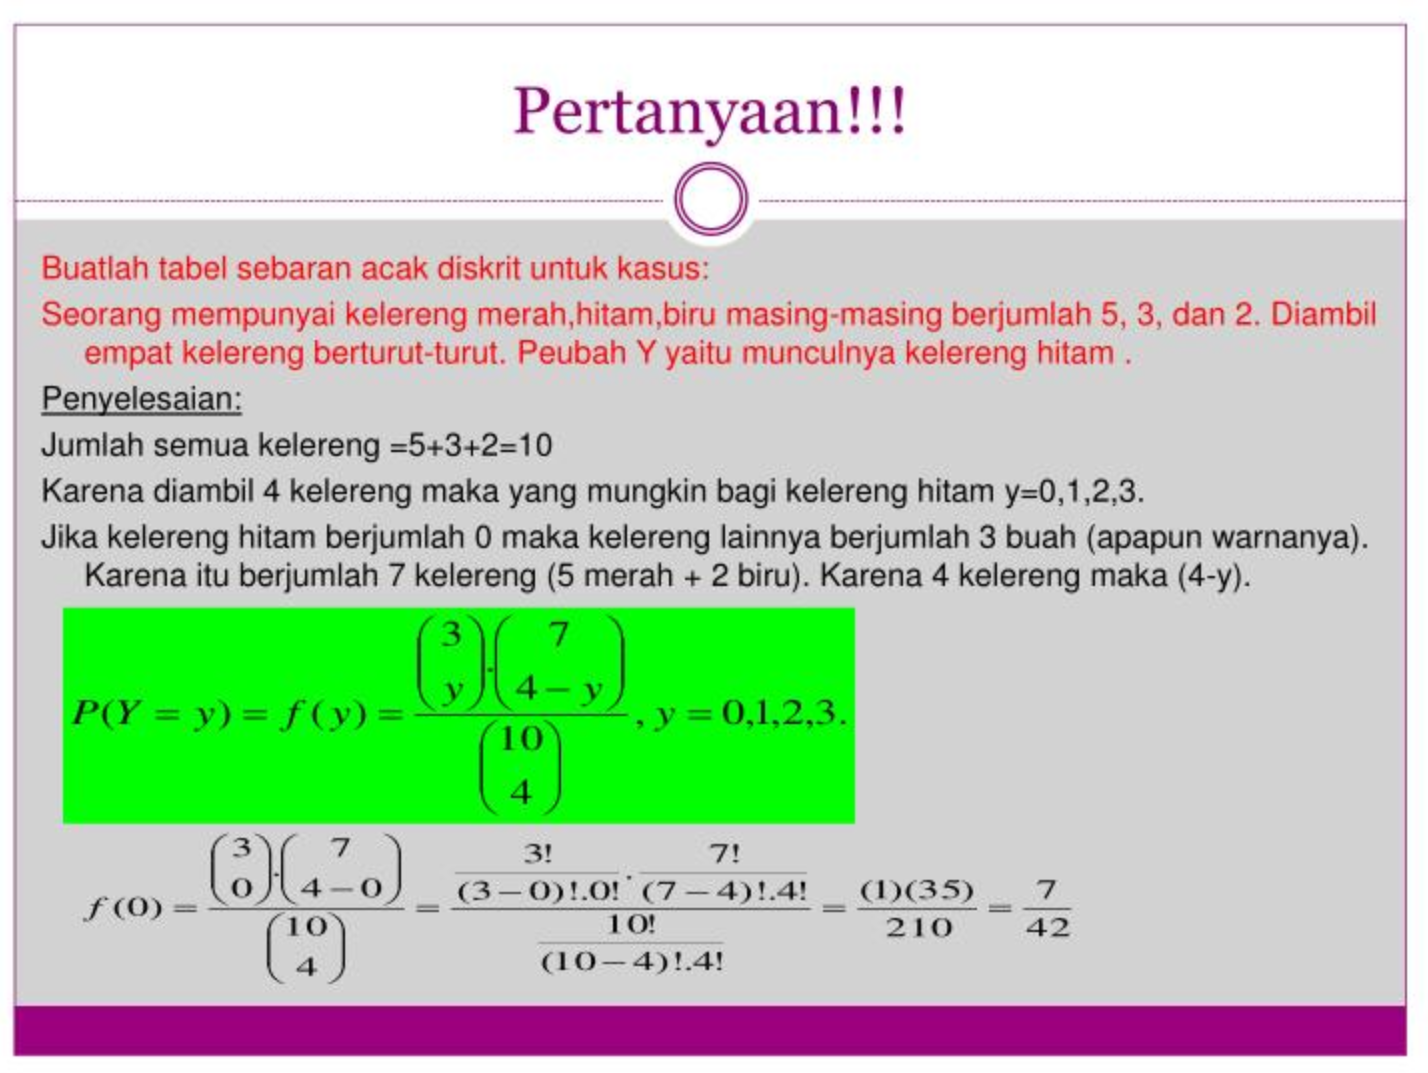 Pertanyaan!!!
Buatlah tabel sebaran acak diskrit untuk kasus:
Seorang mempunyai kelereng merah,hitam,biru masing-masing berjumlah 5, 3, dan 2. Diambil
empat kelereng berturut-turut. Peubah Y yaitu munculnya kelereng hitam .
Penyelesaian:
Jumlah semua kelereng =5+3+2=10
Karena diambil 4 kelereng maka yang mungkin bagi kelereng hitam y=0,1,2,3.
Jika kelereng hitam berjumlah 0 maka kelereng lainnya berjumlah 3 buah (apapun warnanya).
Karena itu berjumlah 7 kelereng (5 merah + 2 biru). Karena 4 kelereng maka (4-y).
P(Y = y) = f(y) = \frac{\binom{3}{y}.\binom{7}{4-y}}{\binom{10}{4}}, y = 0,1,2,3.
f(0) = \frac{\binom{3}{0}.\binom{7}{4-0}}{\binom{10}{4}} = \frac{\frac{3!}{(3-0)!.0!}.\frac{7!}{(7-4)!.4!}}{\frac{10!}{(10-4)!.4!}} = \frac{(1)(35)}{210} = \frac{7}{42}